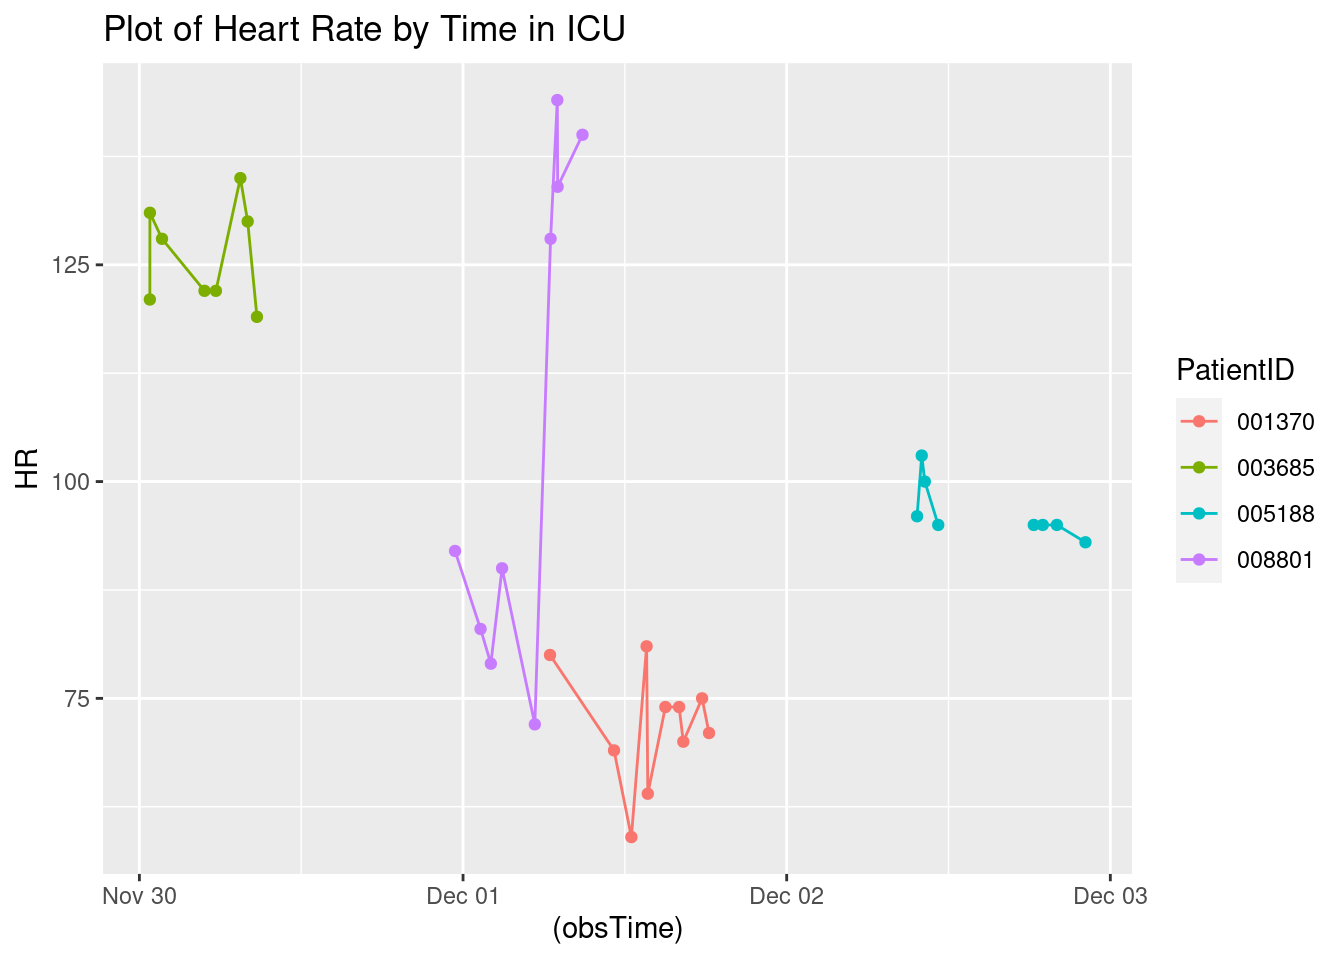 Plot of Heart Rate by Time in ICU
HR
125
100
75
Nov 30 Dec 01 Dec 02 Dec 03
(obsTime)
PatientID
001370
003685
005188
008801